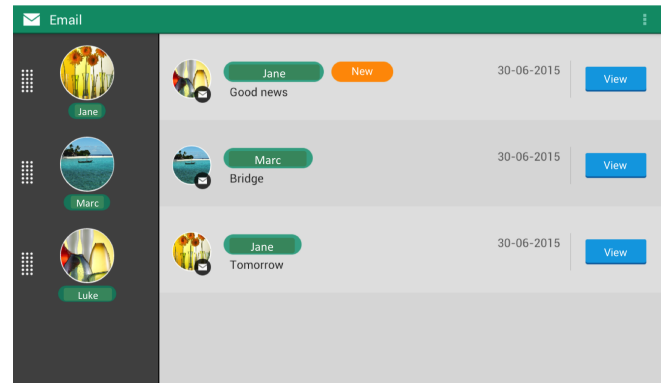 Email
Jane
Marc
Luke
Jane New 30-06-2015 View
Good news
Marc 30-06-2015 View
Bridge
Jane 30-06-2015 View
Tomorrow